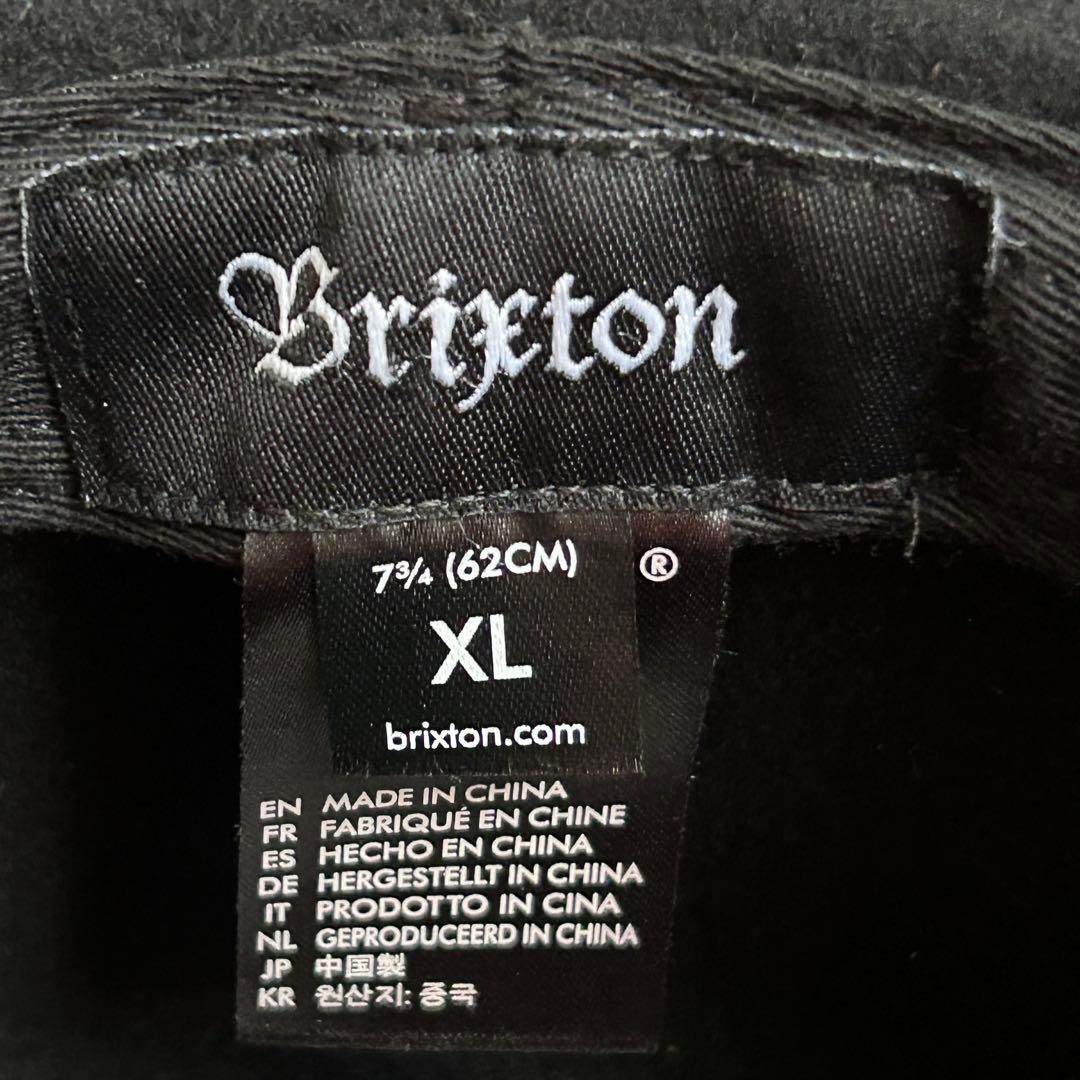 Brixton
7¾ (62CM) ®
XL
brixton.com
EN MADE IN CHINA
FR FABRIQUÉ EN CHINE
ES HECHO EN CHINA
DE HERGESTELLT IN CHINA
IT PRODOTTO IN CINA
NL GEPRODUCEERD IN CHINA
JP 中国製
KR 원산지: 중국